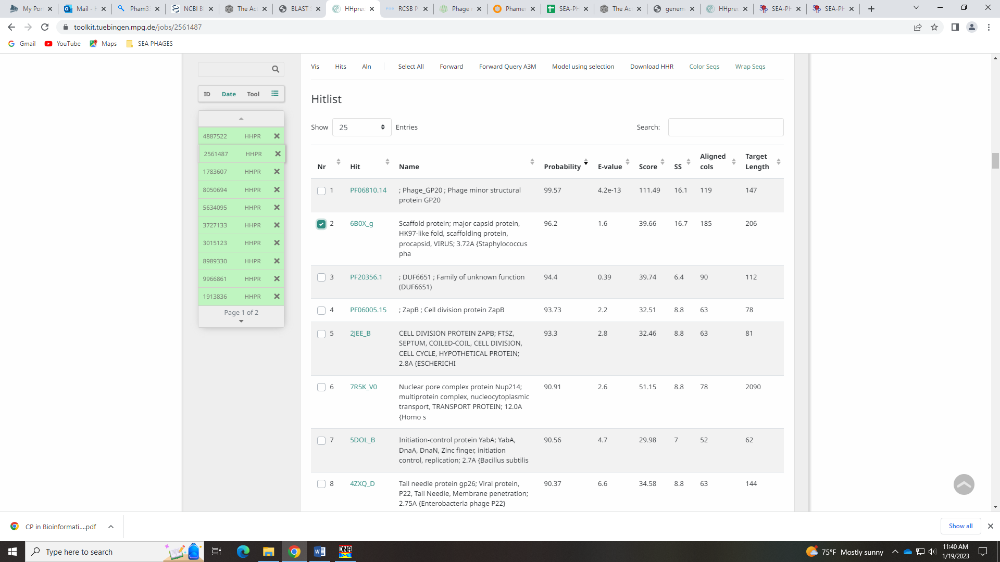 My Por
Mail - H
Pham3
NCBI B
The Act
BLAST
HHpred
RCSB P
Phage
Phame
SEA-PH
The Act
genem
HHpred
SEA-PH
SEA-PH
toolkit.tuebingen.mpg.de/jobs/2561487
Gmail
YouTube
Maps
SEA PHAGES
Vis Hits Aln Select All Forward Forward Query A3M Model using selection Download HHR Color Seqs Wrap Seqs
ID Date Tool
4887522 HHPR
2561487 HHPR
1783607 HHPR
8050694 HHPR
5634095 HHPR
3727133 HHPR
3015123 HHPR
8989330 HHPR
9966861 HHPR
1913836 HHPR
Page 1 of 2
Hitlist
Show 25 Entries Search:
Nr Hit Name Probability E-value Score SS Aligned cols Target Length
1 PF06810.14 ; Phage_GP20 ; Phage minor structural 99.57 4.2e-13 111.49 16.1 119 147
protein GP20
2 6B0X_g Scaffold protein; major capsid protein, 96.2 1.6 39.66 16.7 185 206
HK97-like fold, scaffolding protein,
procapsid, VIRUS; 3.72A {Staphylococcus
pha
3 PF20356.1 ; DUF6651 ; Family of unknown function 94.4 0.39 39.74 6.4 90 112
(DUF6651)
4 PF06005.15 ; ZapB ; Cell division protein ZapB 93.73 2.2 32.51 8.8 63 78
5 2JEE_B CELL DIVISION PROTEIN ZAPB; FTSZ, 93.3 2.8 32.46 8.8 63 81
SEPTUM, COILED-COIL, CELL DIVISION,
CELL CYCLE, HYPOTHETICAL PROTEIN;
2.8A {ESCHERICHI
6 7R5K_V0 Nuclear pore complex protein Nup214; 90.91 2.6 51.15 8.8 78 2090
multiprotein complex, nucleocytoplasmic
transport, TRANSPORT PROTEIN; 12.0A
{Homo s
7 5DOL_B Initiation-control protein YabA; YabA, 90.56 4.7 29.98 7 52 62
DnaA, DnaN, Zinc finger, initiation
control, replication; 2.7A {Bacillus subtilis
8 4ZXQ_D Tail needle protein gp26; Viral protein, 90.37 6.6 34.58 8.8 63 144
P22, Tail Needle, Membrane penetration;
2.75A {Enterobacteria phage P22}
CP in Bioinformati....pdf
Show all
Type here to search
DNA
75°F Mostly sunny
11:40 AM
1/19/2023